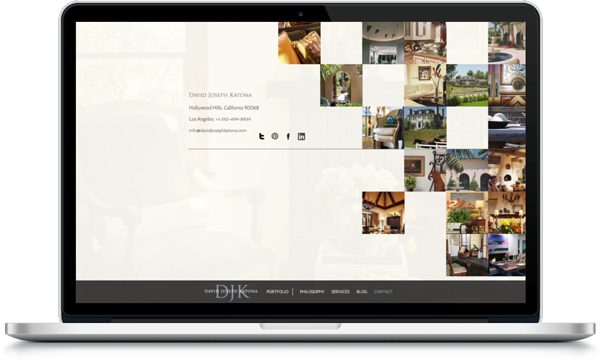 David Joseph Katona
Hollywood Hills, California 90068
Los Angeles. +1-310-499-8959
info@davidjosephkatona.com
DJK
DAVID JOSEPH KATONA
PORTFOLIO | PHILOSOPHY SERVICES BLOG CONTACT